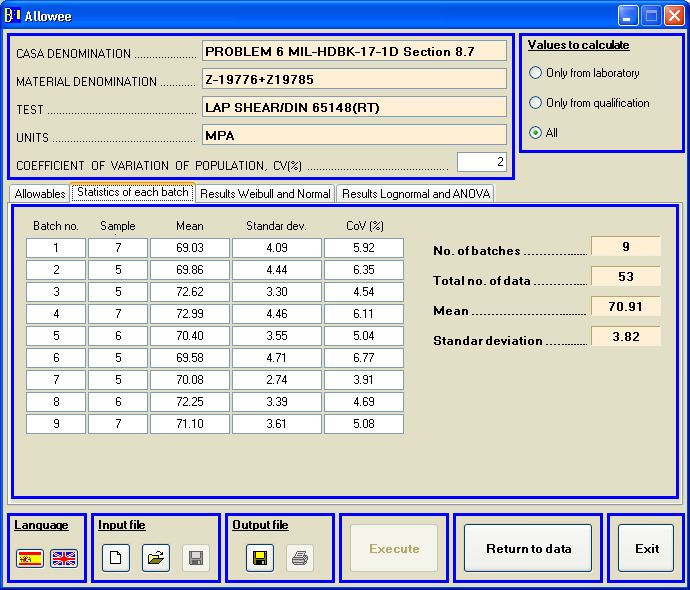 Allowee
CASA DENOMINATION .................... PROBLEM 6 MIL-HDBK-17-1D Section 8.7
MATERIAL DENOMINATION ........... Z-19776+Z19785
TEST ................................................ LAP SHEAR/DIN 65148(RT)
UNITS ............................................... MPA
COEFFICIENT OF VARIATION OF POPULATION, CV(%) ............................................. 2
Values to calculate
Only from laboratory
Only from qualification
All
Allowables Statistics of each batch Results Weibull and Normal Results Lognormal and ANOVA
Batch no. Sample Mean Standar dev. CoV (%)
1 7 69.03 4.09 5.92
2 5 69.86 4.44 6.35
3 5 72.62 3.30 4.54
4 7 72.99 4.46 6.11
5 6 70.40 3.55 5.04
6 5 69.58 4.71 6.77
7 5 70.08 2.74 3.91
8 6 72.25 3.39 4.69
9 7 71.10 3.61 5.08
No. of batches ................ 9
Total no. of data .............. 53
Mean ............................. 70.91
Standar deviation .......... 3.82
Language
Input file
Output file
Execute
Return to data
Exit